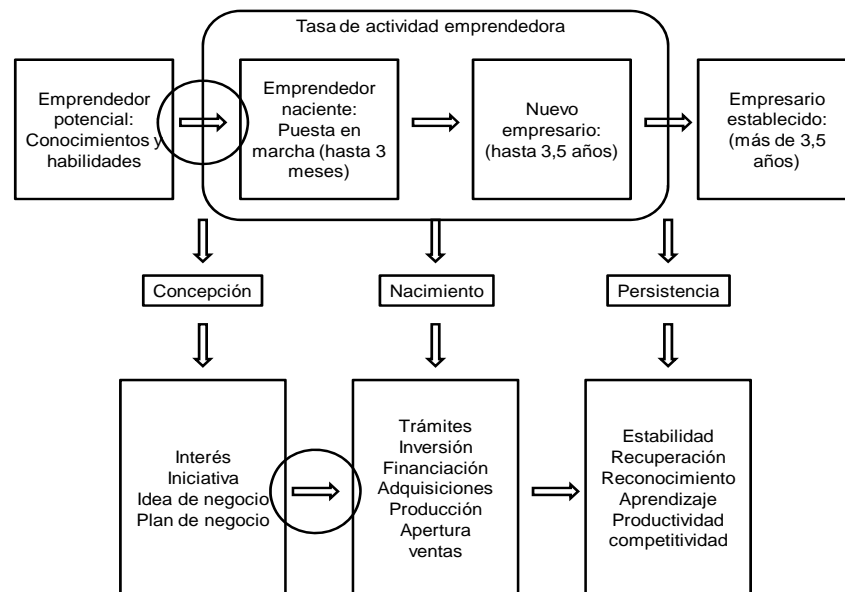 Tasa de actividad emprendedora
Emprendedor
potencial:
Conocimientos y
habilidades
Emprendedor
naciente:
Puesta en
marcha (hasta 3
meses)
Nuevo
empresario:
(hasta 3,5 años)
Empresario
establecido:
(más de 3,5
años)
Concepción
Nacimiento
Persistencia
Interés
Iniciativa
Idea de negocio
Plan de negocio
Trámites
Inversión
Financiación
Adquisiciones
Producción
Apertura
ventas
Estabilidad
Recuperación
Reconocimiento
Aprendizaje
Productividad
competitividad